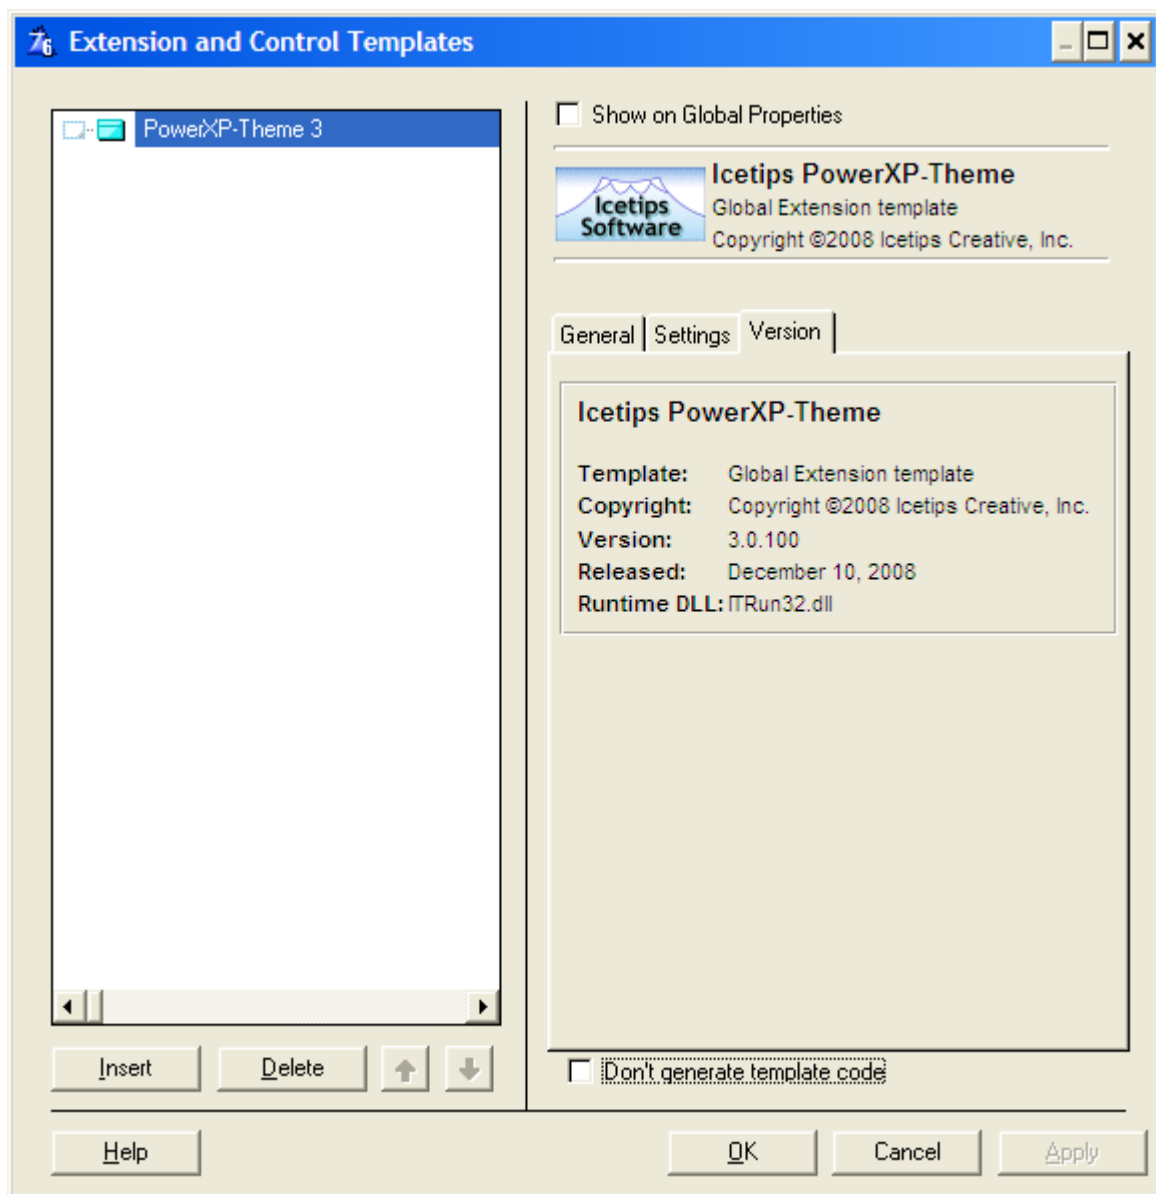 Extension and Control Templates
PowerXP-Theme 3
Show on Global Properties
Icetips
Software
Icetips PowerXP-Theme
Global Extension template
Copyright ©2008 Icetips Creative, Inc.
General Settings Version
Icetips PowerXP-Theme
Template: Global Extension template
Copyright: Copyright ©2008 Icetips Creative, Inc.
Version: 3.0.100
Released: December 10, 2008
Runtime DLL: ITRun32.dll
Insert Delete
Don't generate template code
Help OK Cancel Apply